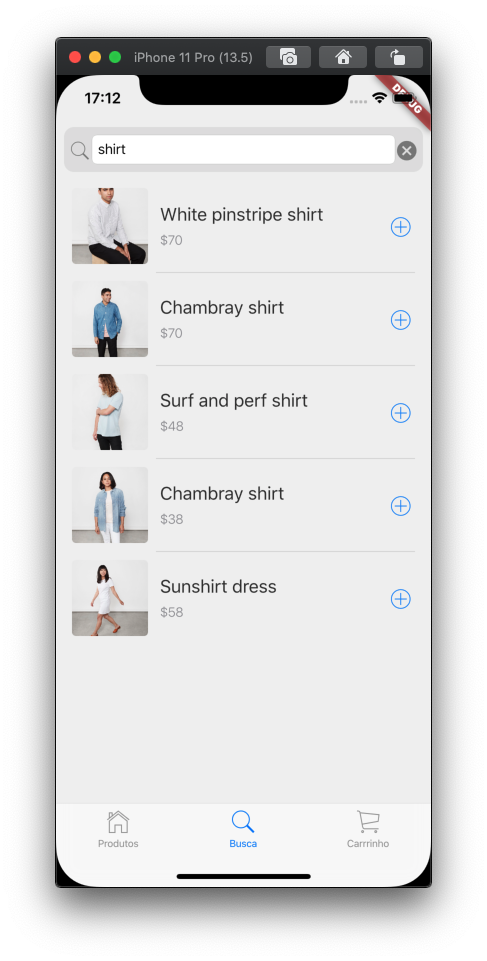 iPhone 11 Pro (13.5)
17:12
DEBUG
shirt
White pinstripe shirt
$70
Chambray shirt
$70
Surf and perf shirt
$48
Chambray shirt
$38
Sunshirt dress
$58
Produtos
Busca
Carrrinho